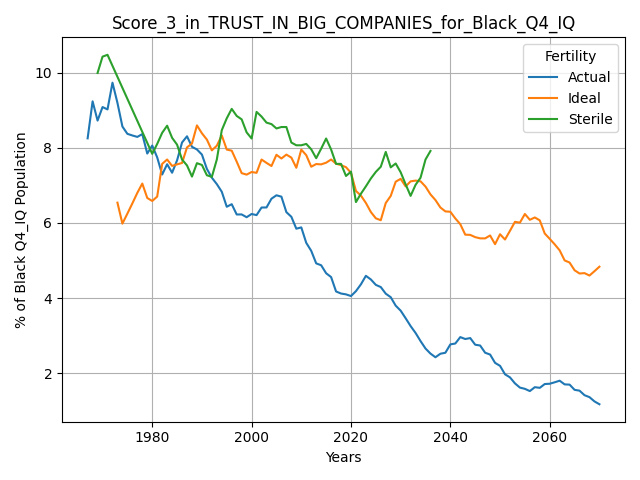 Score_3_in_TRUST_IN_BIG_COMPANIES_for_Black_Q4_IQ
Fertility
Actual
Ideal
Sterile
% of Black Q4_IQ Population
10
8
6
4
2
1980
2000
2020
2040
2060
Years